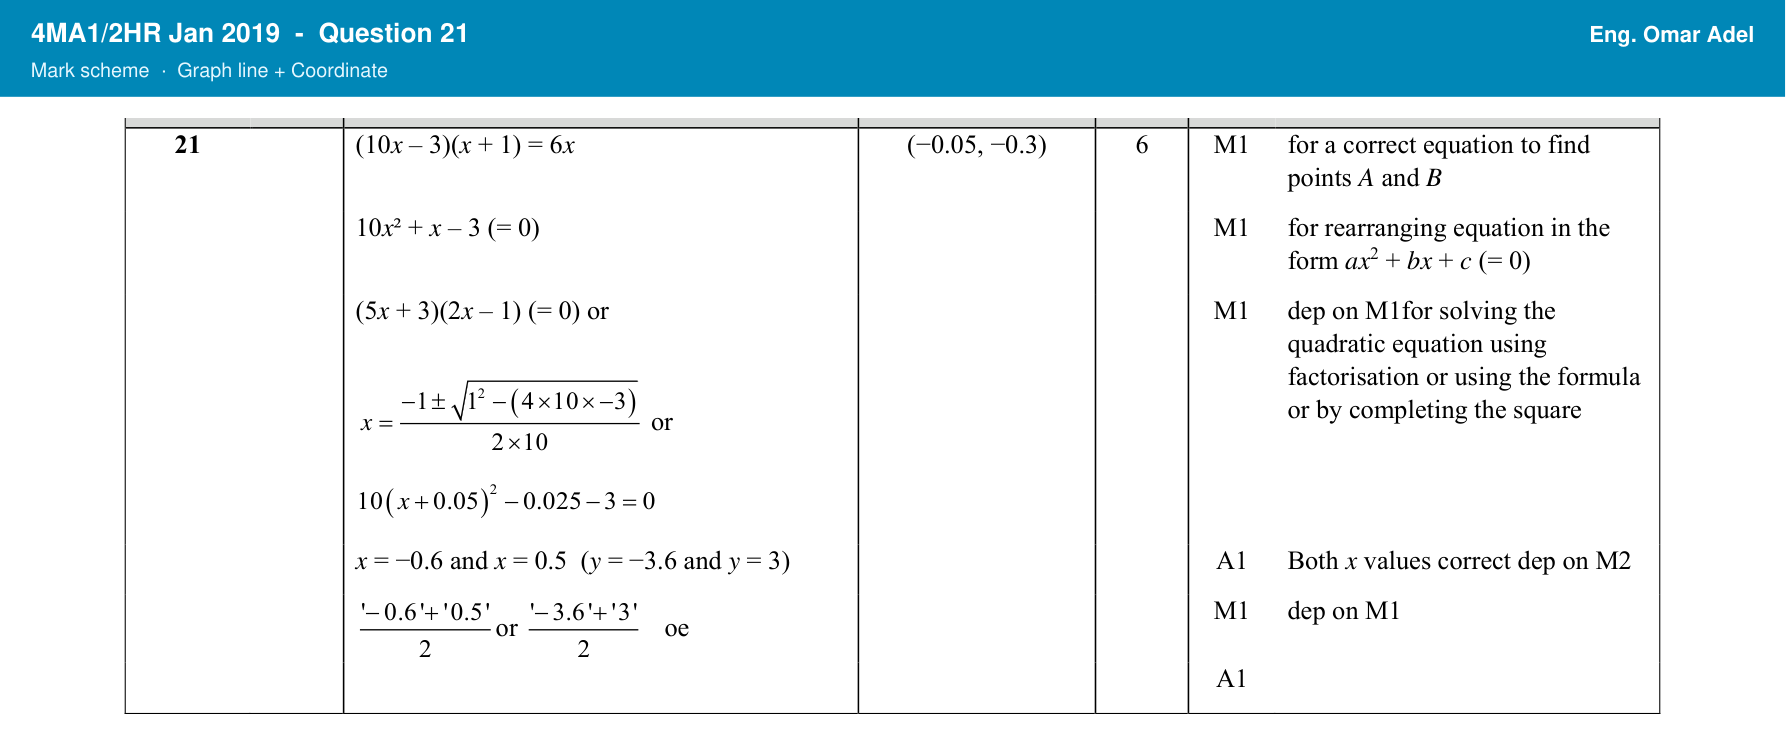 4MA1/2HR Jan 2019 - Question 21
Eng. Omar Adel
Mark scheme · Graph line + Coordinate
21 (10x – 3)(x + 1) = 6x (−0.05, −0.3) 6 M1 for a correct equation to find
points A and B
10x² + x – 3 (= 0) M1 for rearranging equation in the
form ax² + bx + c (= 0)
(5x + 3)(2x – 1) (= 0) or M1 dep on M1for solving the
quadratic equation using
factorisation or using the formula
or by completing the square
x = (−1 ± √(1² − (4×10×−3))) / (2×10) or
10(x + 0.05)² − 0.025 − 3 = 0
x = −0.6 and x = 0.5 (y = −3.6 and y = 3) A1 Both x values correct dep on M2
('−0.6'+'0.5') / 2 or ('−3.6'+'3') / 2 oe M1 dep on M1
A1